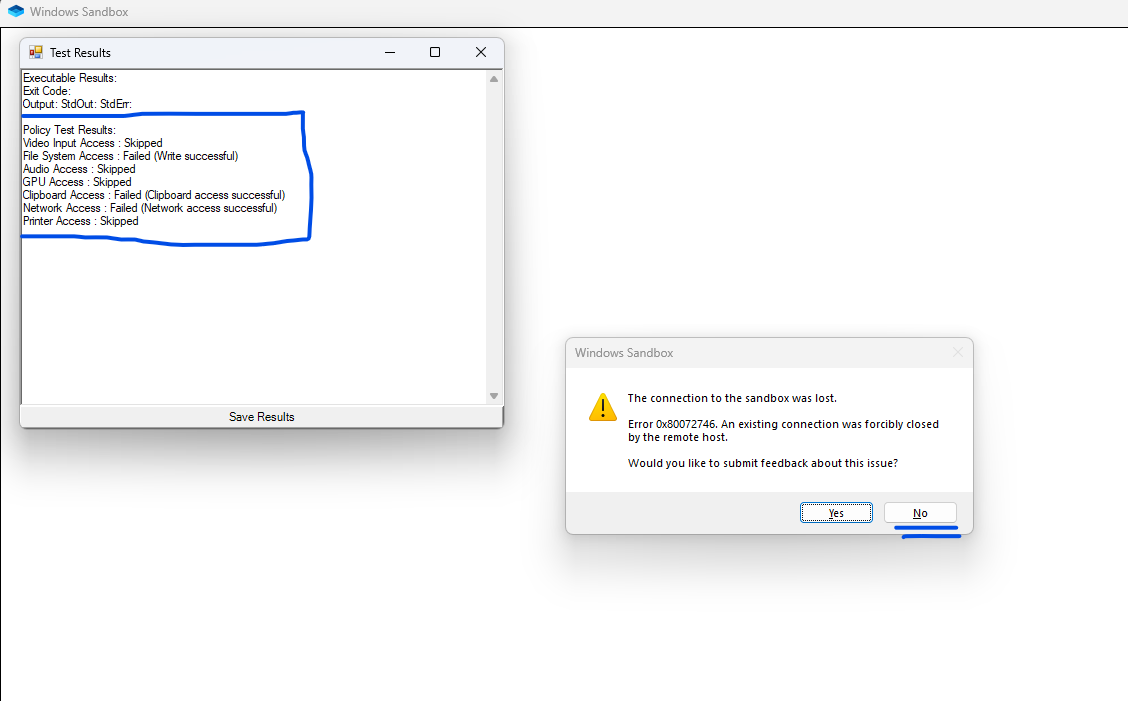 Windows Sandbox
Test Results
Executable Results:
Exit Code:
Output: StdOut: StdErr:
Policy Test Results:
Video Input Access : Skipped
File System Access : Failed (Write successful)
Audio Access : Skipped
GPU Access : Skipped
Clipboard Access : Failed (Clipboard access successful)
Network Access : Failed (Network access successful)
Printer Access : Skipped
Save Results
Windows Sandbox
The connection to the sandbox was lost.
Error 0x80072746. An existing connection was forcibly closed
by the remote host.
Would you like to submit feedback about this issue?
Yes
No